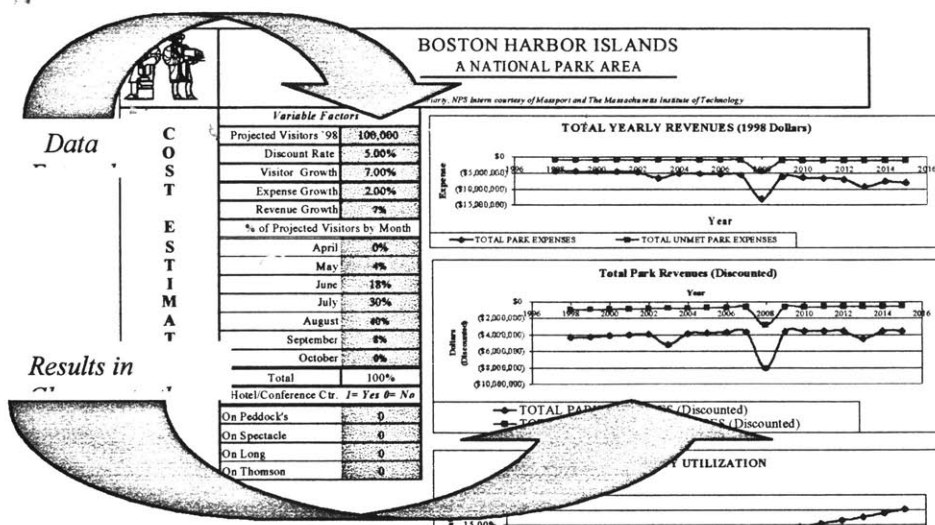 BOSTON HARBOR ISLANDS
A NATIONAL PARK AREA
NPS Intern courtesy of Massport and The Massachusetts Institute of Technology
Data
Results in
C
O
S
T
E
S
T
I
M
A
T
Variable Factors
Projected Visitors '98 100,000
Discount Rate 5.00%
Visitor Growth 7.00%
Expense Growth 2.00%
Revenue Growth 7%
% of Projected Visitors by Month
April 0%
May 4%
June 18%
July 30%
August 40%
September 8%
October 0%
Total 100%
Hotel/Conference Ctr. 1= Yes 0= No
On Peddock's 0
On Spectacle 0
On Long 0
On Thomson 0
TOTAL YEARLY REVENUES (1998 Dollars)
Expense
$0
($5,000,000)
($10,000,000)
($15,000,000)
1996 1998 2000 2002 2004 2006 2008 2010 2012 2014 2016
Year
TOTAL PARK EXPENSES TOTAL UNMET PARK EXPENSES
Total Park Revenues (Discounted)
Year
Dollars
(Discounted)
$0
($2,000,000)
($4,000,000)
($6,000,000)
($8,000,000)
($10,000,000)
1996 1998 2000 2002 2004 2006 2008 2010 2012 2014 2016
TOTAL (Discounted)
(Discounted)
UTILIZATION
15.00%